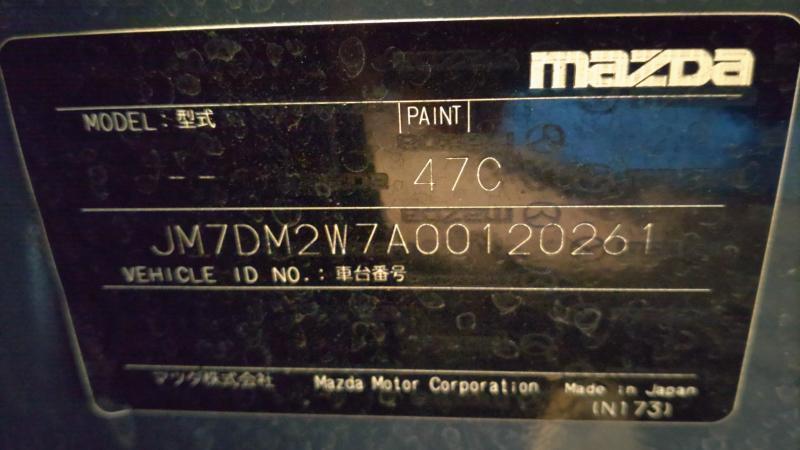 mazda
MODEL: 型式
PAINT
-- 47C
JM7DM2W7A00120261
VEHICLE ID NO.: 車台番号
マツダ株式会社 Mazda Motor Corporation Made in Japan
(N173)